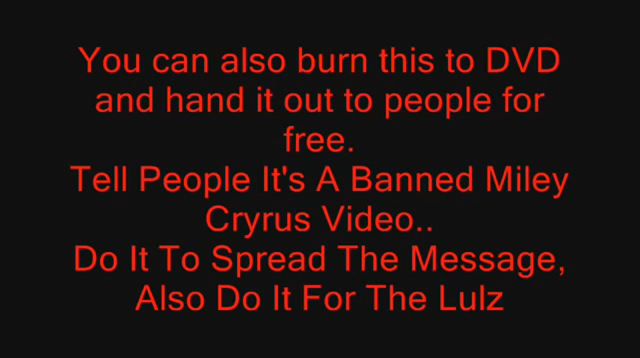 You can also burn this to DVD
and hand it out to people for
free.
Tell People It's A Banned Miley
Cryrus Video..
Do It To Spread The Message,
Also Do It For The Lulz